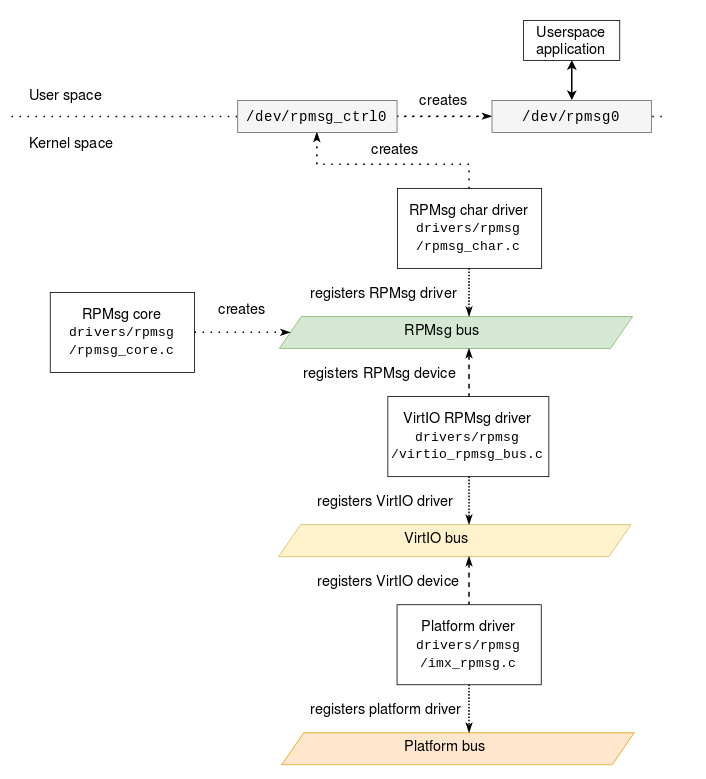 Userspace
application
User space
creates
/dev/rpmsg_ctrl0
/dev/rpmsg0
Kernel space
creates
RPMsg char driver
drivers/rpmsg
/rpmsg_char.c
registers RPMsg driver
RPMsg core
drivers/rpmsg
/rpmsg_core.c
creates
RPMsg bus
registers RPMsg device
VirtIO RPMsg driver
drivers/rpmsg
/virtio_rpmsg_bus.c
registers VirtIO driver
VirtIO bus
registers VirtIO device
Platform driver
drivers/rpmsg
/imx_rpmsg.c
registers platform driver
Platform bus